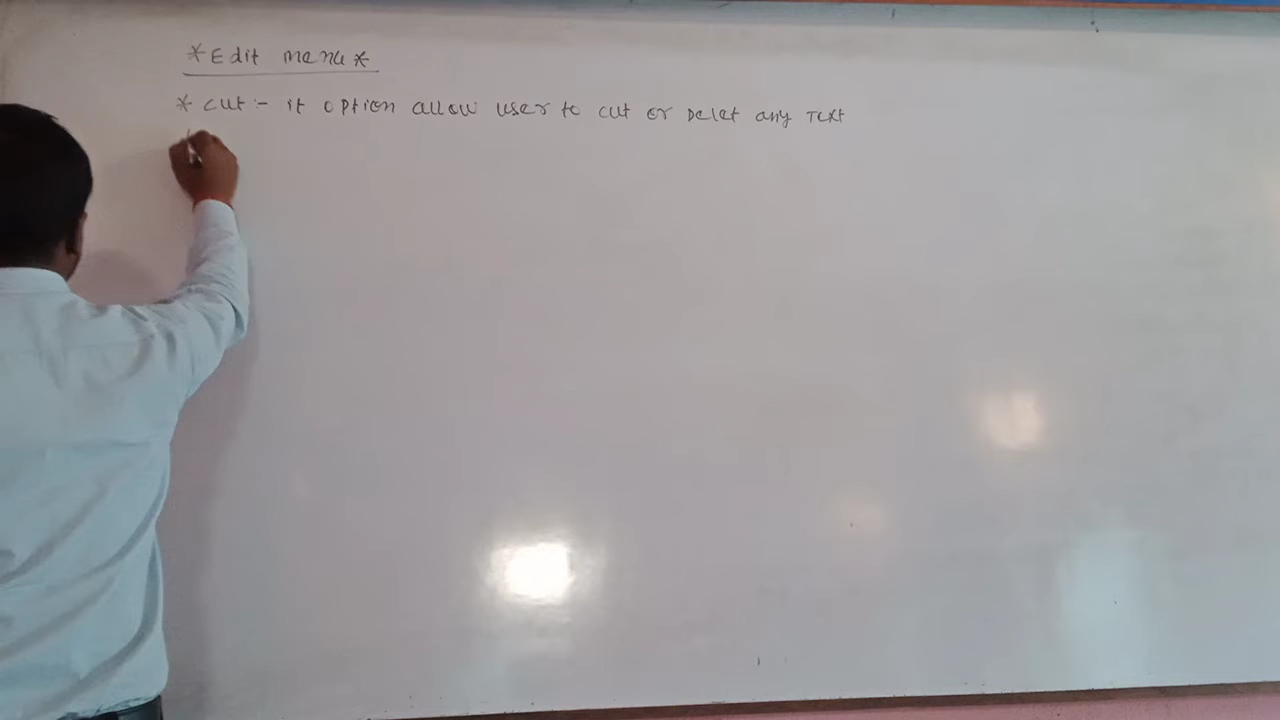 *Edit menu*
* cut :- it option allow user to cut or Delet any Text